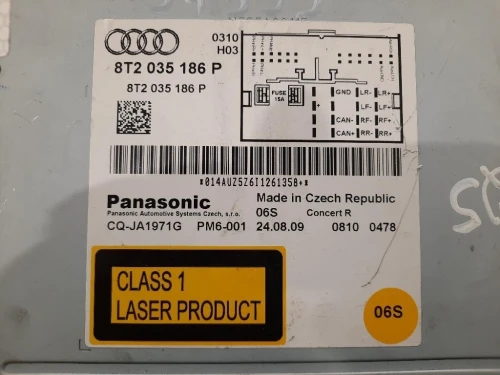 0310
H03
8T2 035 186 P
8T2 035 186 P
FUSE
15A
GND LR- LR+
+ LF- LF+
CAN- RF- RF+
CAN+ RR- RR+
*014AUZ5Z6I1261358+*
Panasonic
Panasonic Automotive Systems Czech, s.r.o.
Made in Czech Republic
06S Concert R
CQ-JA1971G PM6-001 24.08.09 0810 0478
CLASS 1
LASER PRODUCT
06S